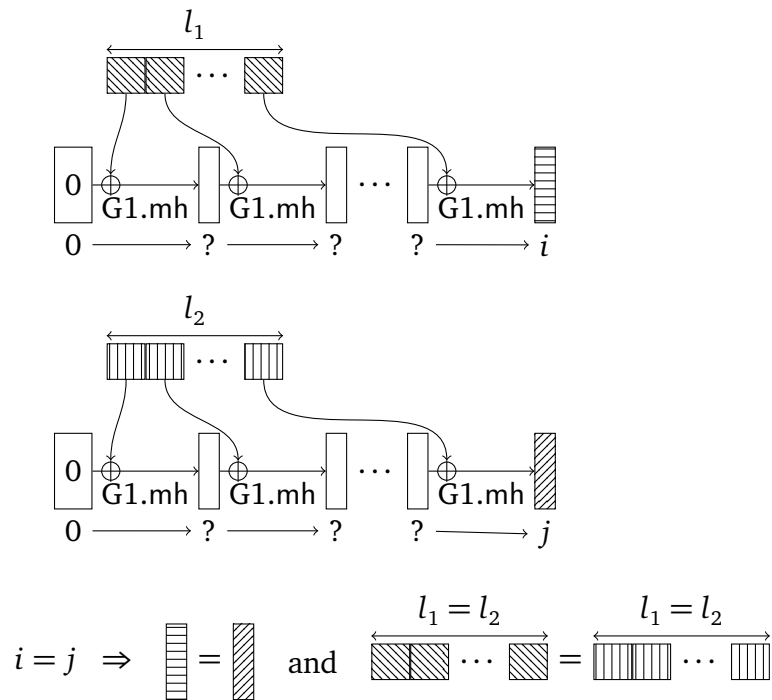 l₁
···
0 G1.mh G1.mh ··· G1.mh
0 ? ? ? i
l₂
···
0 G1.mh G1.mh ··· G1.mh
0 ? ? ? j
l₁ = l₂ l₁ = l₂
i = j ⇒ = and ··· = ···